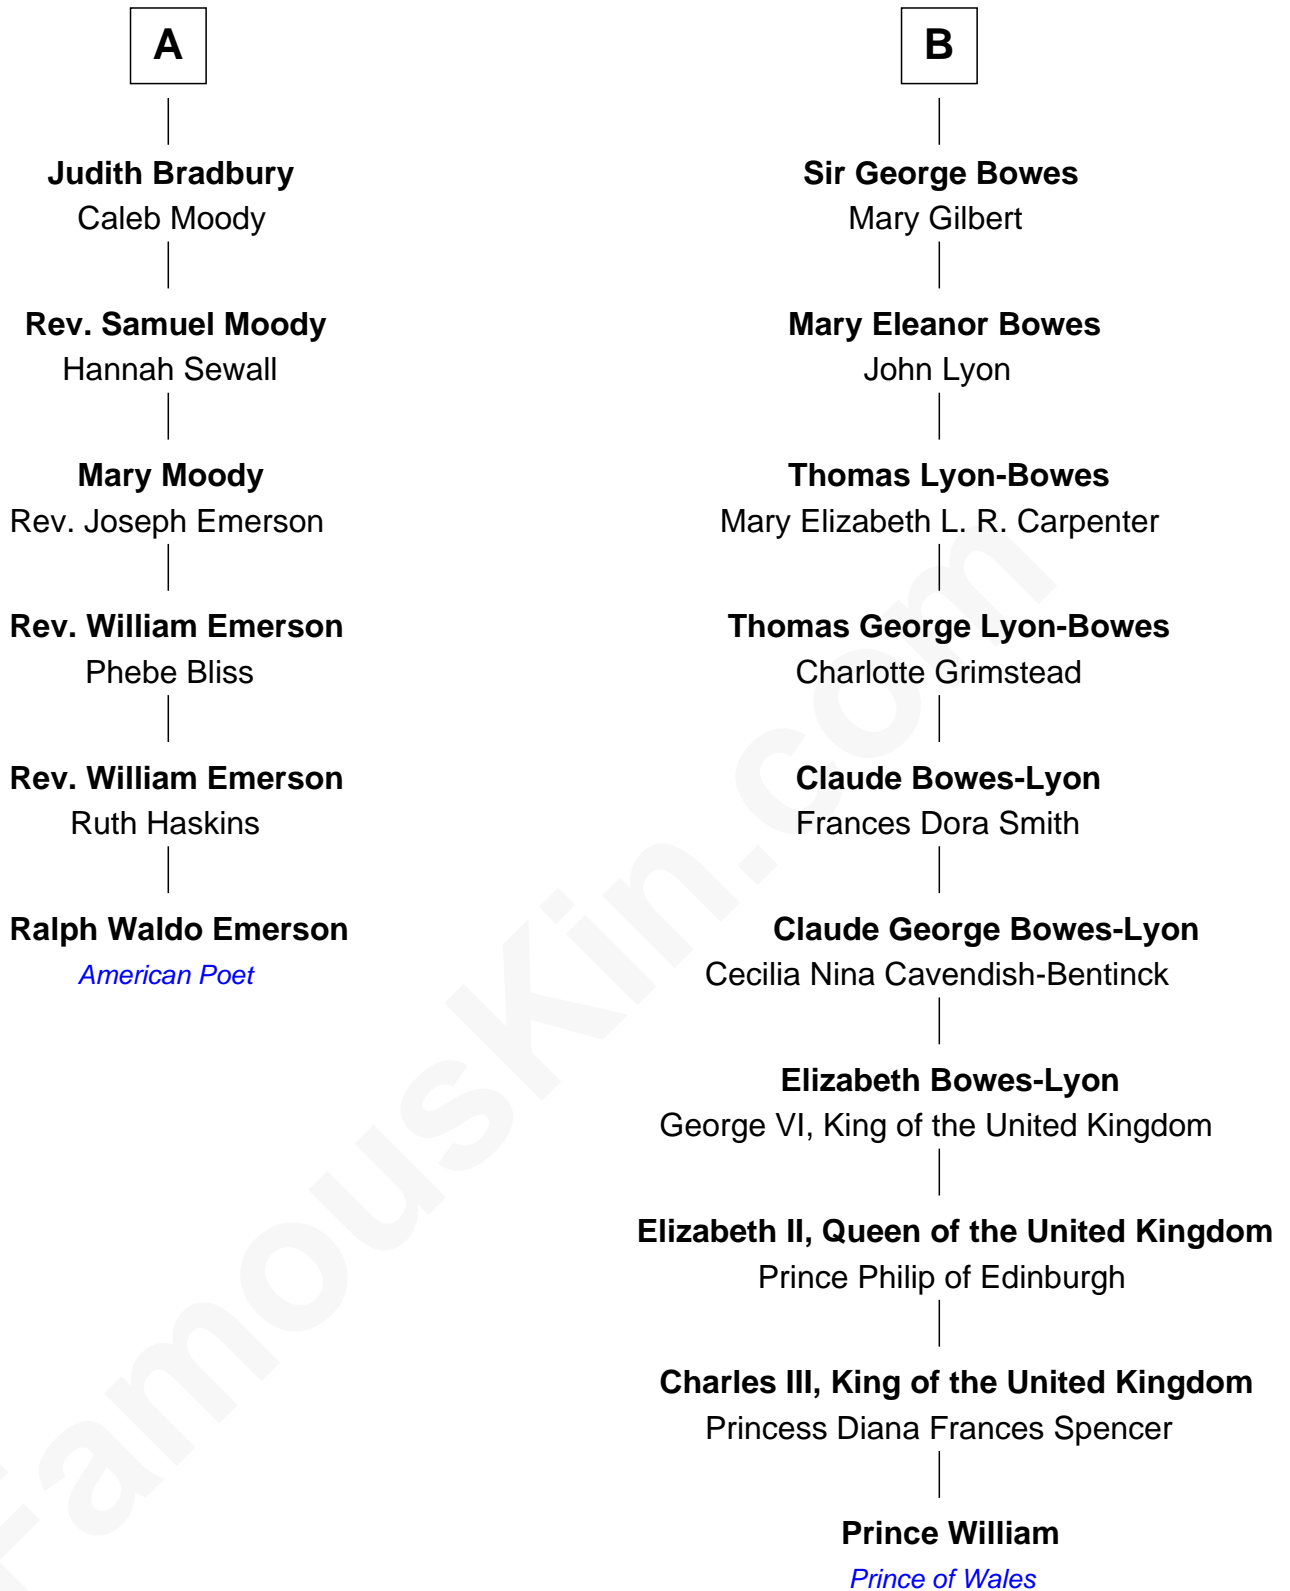 A
Judith Bradbury
Caleb Moody
Rev. Samuel Moody
Hannah Sewall
Mary Moody
Rev. Joseph Emerson
Rev. William Emerson
Phebe Bliss
Rev. William Emerson
Ruth Haskins
Ralph Waldo Emerson
American Poet
B
Sir George Bowes
Mary Gilbert
Mary Eleanor Bowes
John Lyon
Thomas Lyon-Bowes
Mary Elizabeth L. R. Carpenter
Thomas George Lyon-Bowes
Charlotte Grimstead
Claude Bowes-Lyon
Frances Dora Smith
Claude George Bowes-Lyon
Cecilia Nina Cavendish-Bentinck
Elizabeth Bowes-Lyon
George VI, King of the United Kingdom
Elizabeth II, Queen of the United Kingdom
Prince Philip of Edinburgh
Charles III, King of the United Kingdom
Princess Diana Frances Spencer
Prince William
Prince of Wales
FamousKin.com